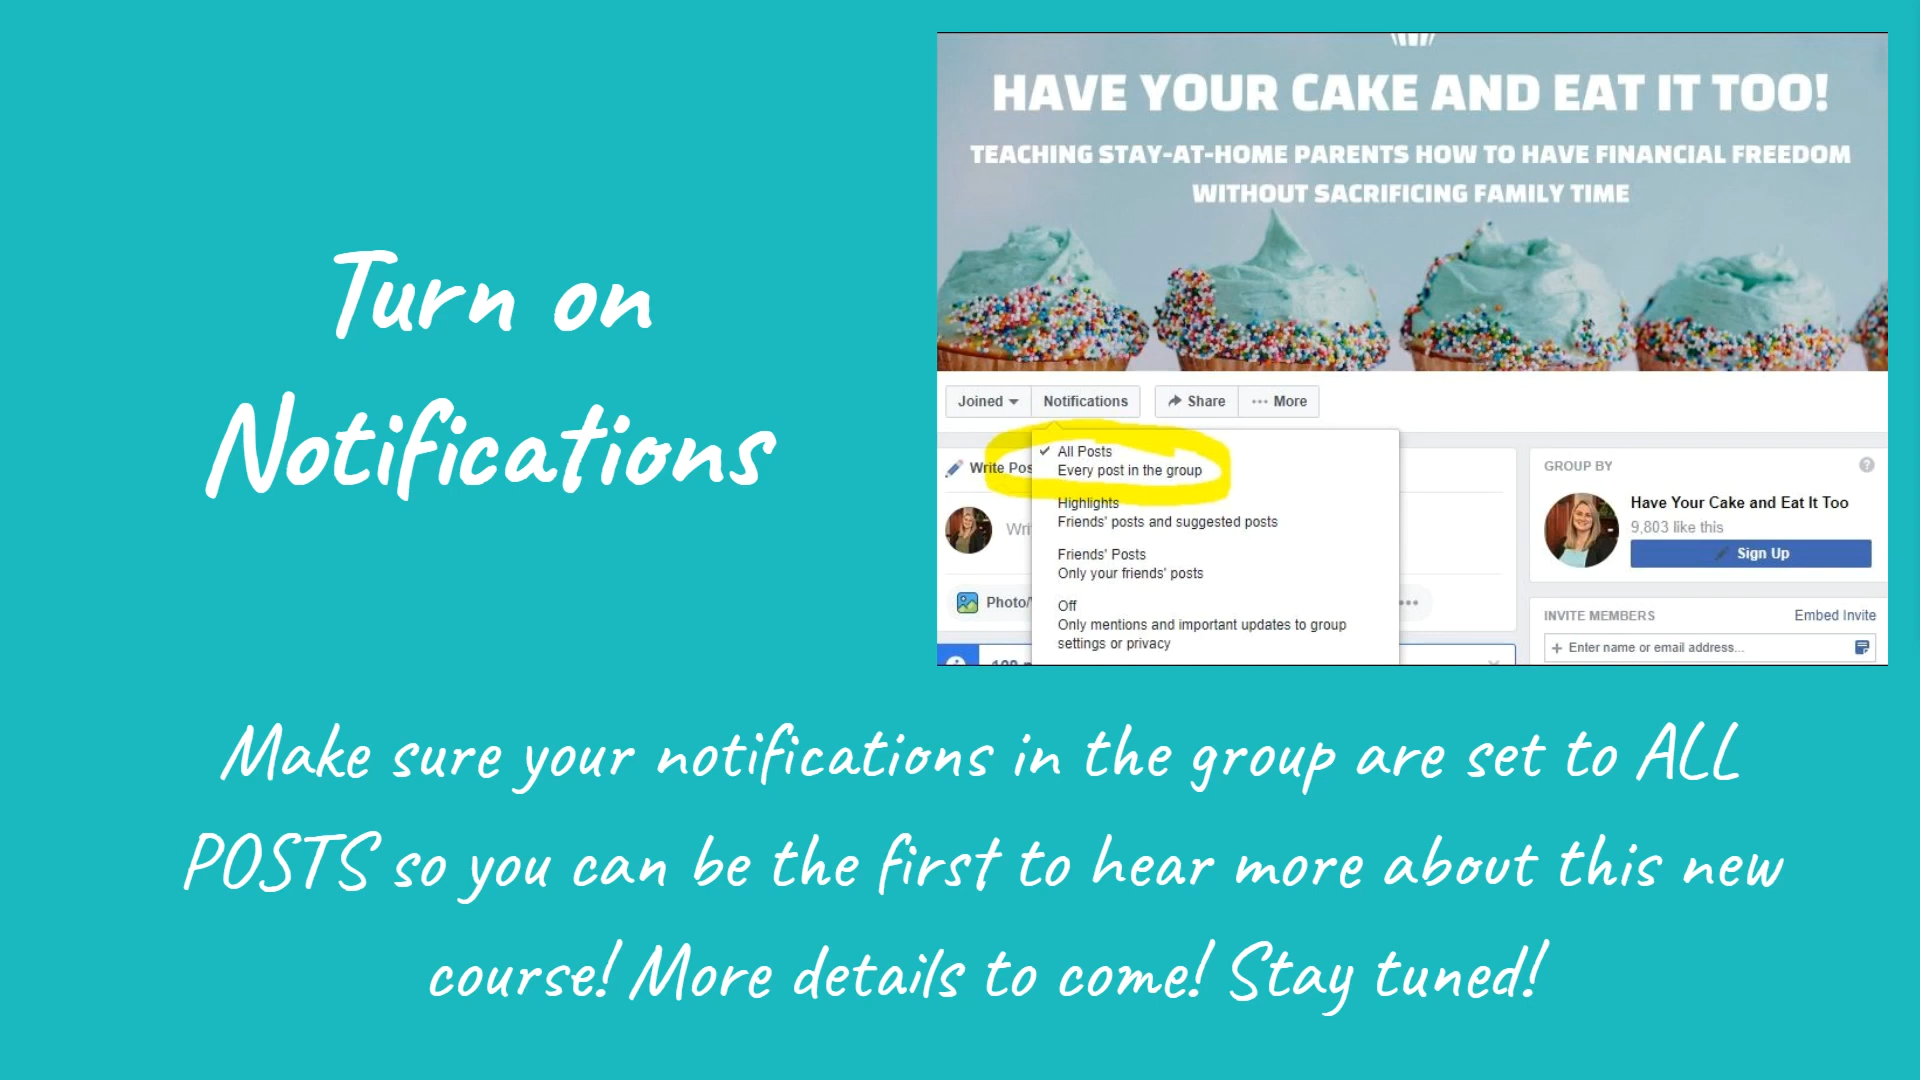 Turn on
Notifications
HAVE YOUR CAKE AND EAT IT TOO!
TEACHING STAY-AT-HOME PARENTS HOW TO HAVE FINANCIAL FREEDOM
WITHOUT SACRIFICING FAMILY TIME
Joined Notifications Share More
All Posts
Every post in the group
Highlights
Friends' posts and suggested posts
Friends' Posts
Only your friends' posts
Off
Only mentions and important updates to group
settings or privacy
Write
Photo/
GROUP BY
Have Your Cake and Eat It Too
9,803 like this
Sign Up
INVITE MEMBERS Embed Invite
+ Enter name or email address...
Make sure your notifications in the group are set to ALL
POSTS so you can be the first to hear more about this new
course! More details to come! Stay tuned!